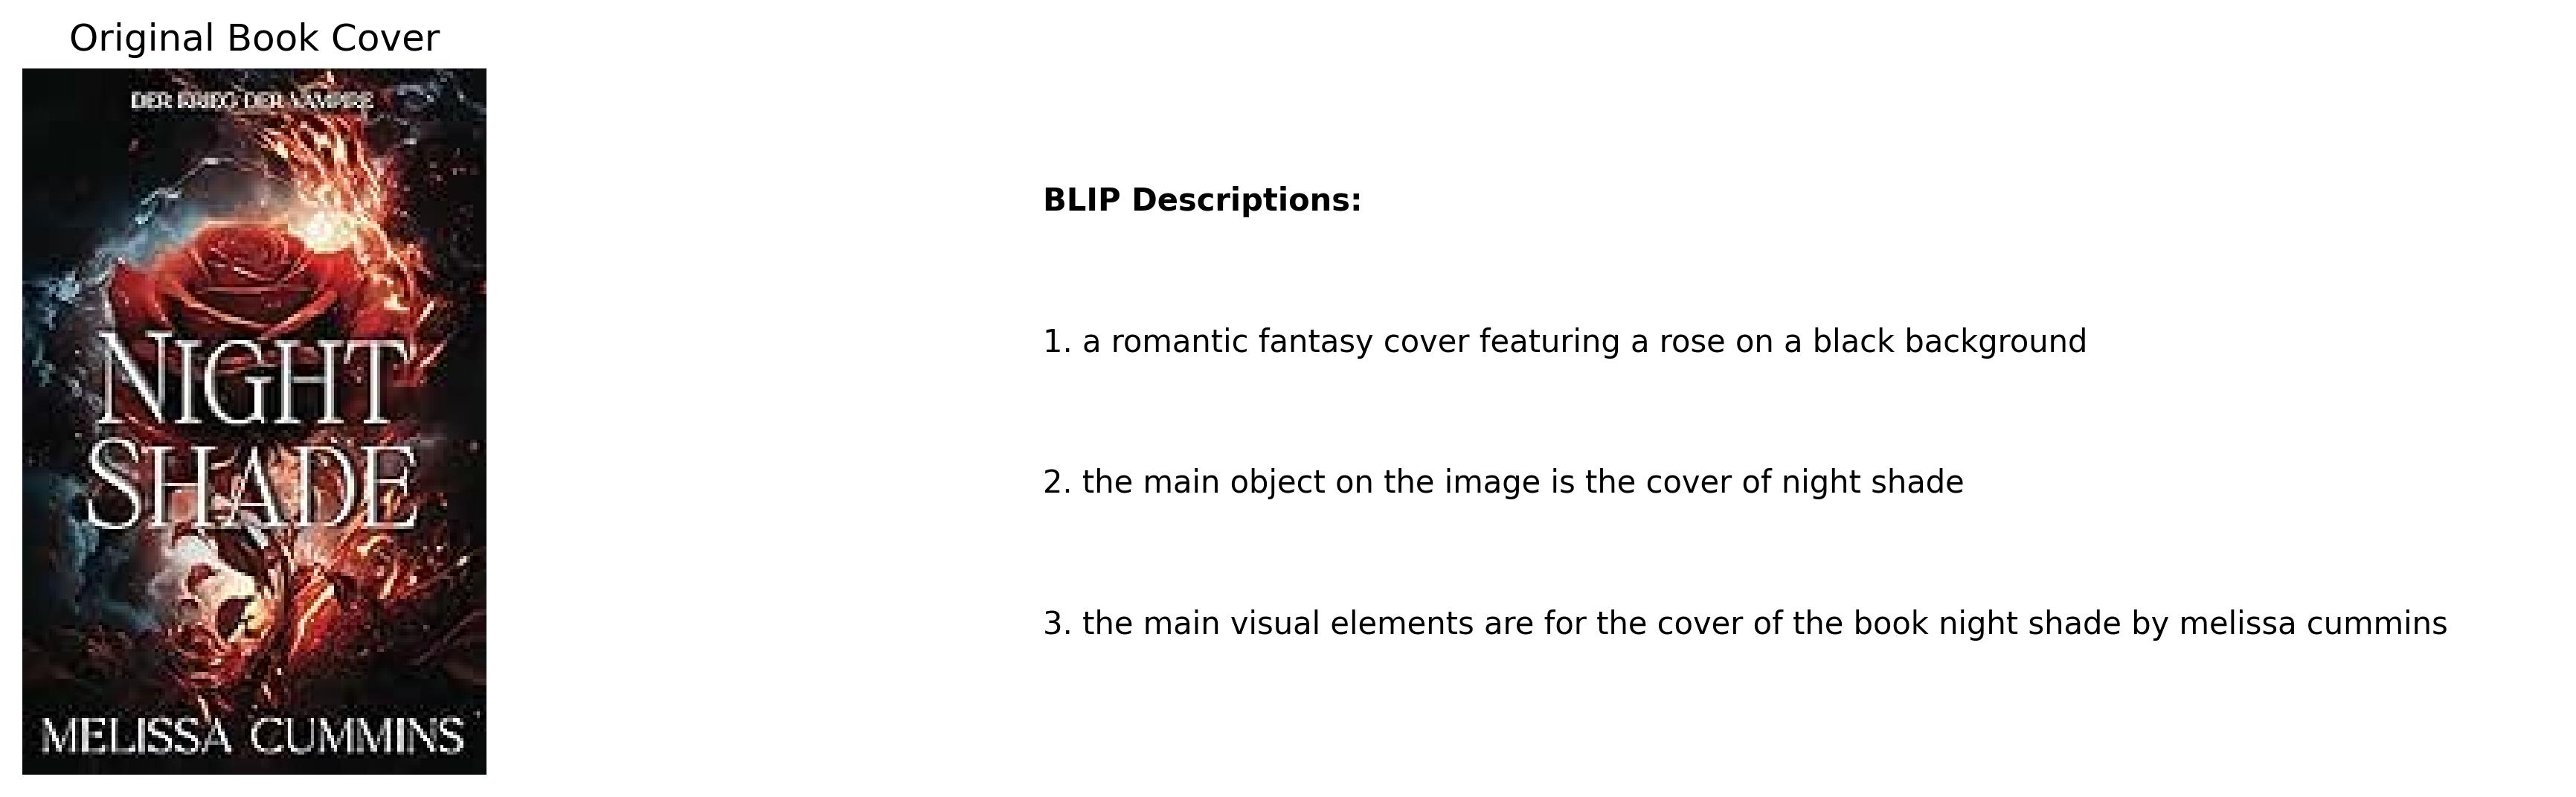 Original Book Cover
DER KRIEG DER VAMPIRE
NIGHT
SHADE
MELISSA CUMMINS
BLIP Descriptions:
1. a romantic fantasy cover featuring a rose on a black background
2. the main object on the image is the cover of night shade
3. the main visual elements are for the cover of the book night shade by melissa cummins